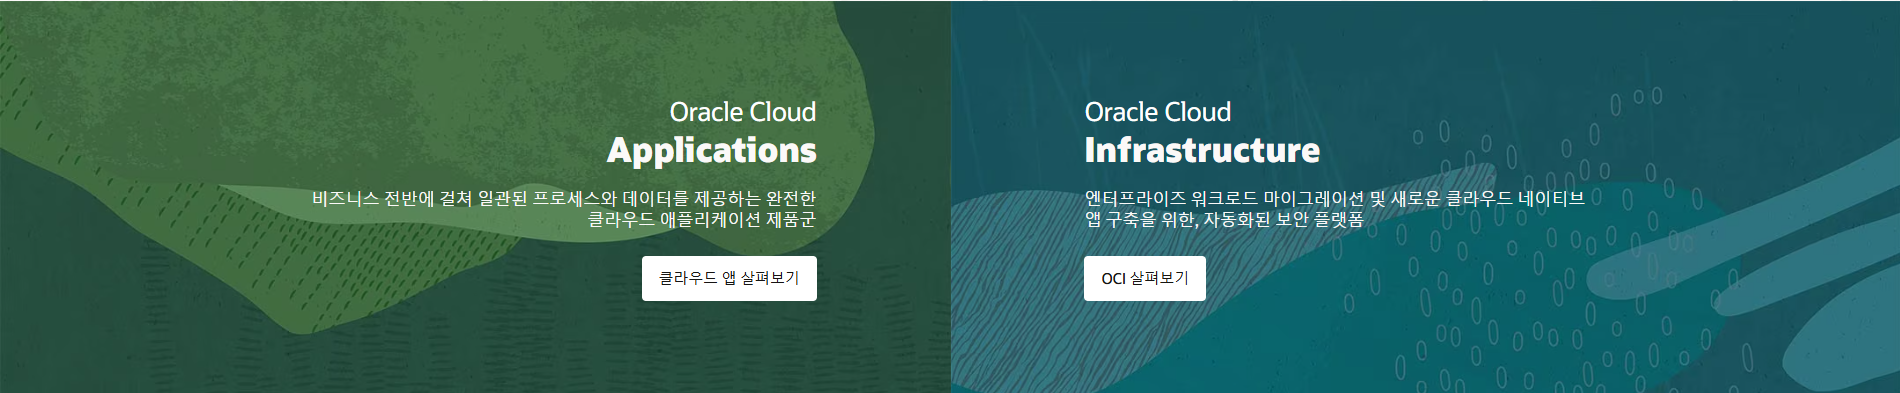 Oracle Cloud
Applications
비즈니스 전반에 걸쳐 일관된 프로세스와 데이터를 제공하는 완전한
클라우드 애플리케이션 제품군
클라우드 앱 살펴보기
Oracle Cloud
Infrastructure
엔터프라이즈 워크로드 마이그레이션 및 새로운 클라우드 네이티브
앱 구축을 위한, 자동화된 보안 플랫폼
OCI 살펴보기